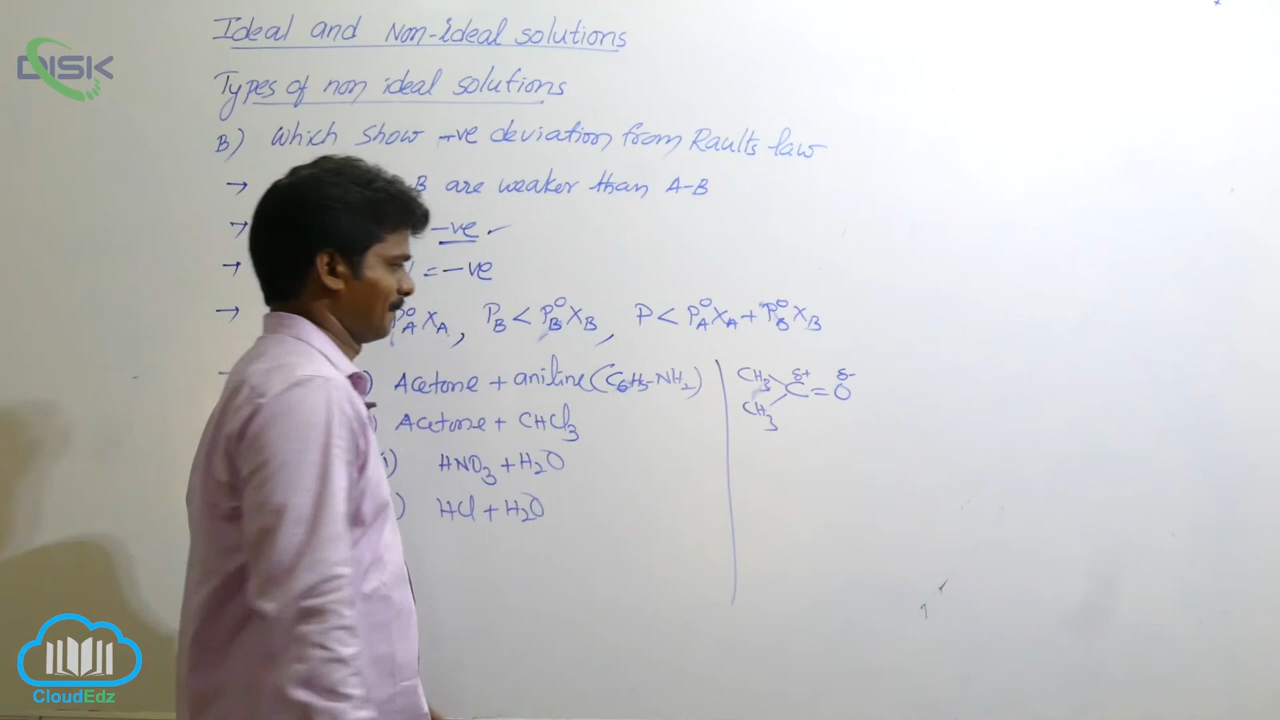 Ideal and Non-ideal solutions
DISK
Types of non ideal solutions
B) Which show -ve deviation from Raults law
→ B are weaker than A-B
→ -ve ✓
→ = -ve
→ P°A XA, PB < P°B XB, P < P°A XA + P°B XB
) Acetone + aniline (C6H5-NH2)
) Acetone + CHCl3
) HNO3 + H2O
) HCl + H2O
CH3
CH3
C δ+ = O δ-
CloudEdz